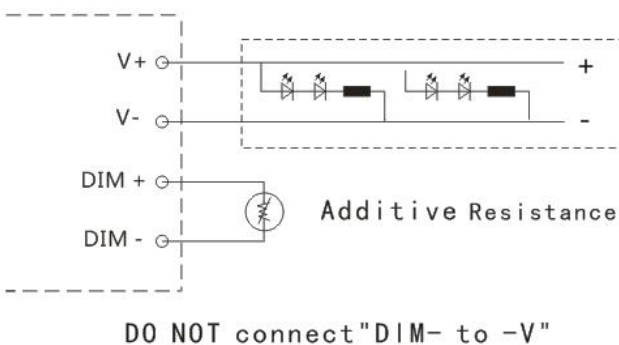 V+
+
V-
-
DIM +
Additive Resistance
DIM -
DO NOT connect"DIM- to -V"